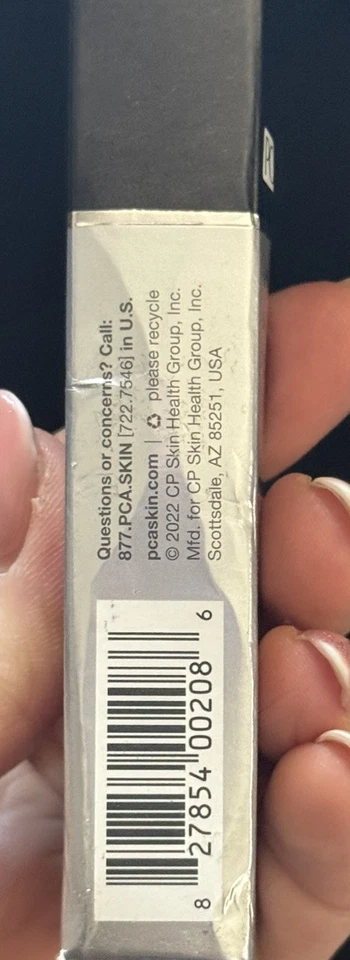 Questions or concerns? Call:
877.PCA.SKIN [722.7546] in U.S.
pcaskin.com | ♻ please recycle
© 2022 CP Skin Health Group, Inc.
Mfd. for CP Skin Health Group, Inc.
Scottsdale, AZ 85251, USA
8 27854 00208 6